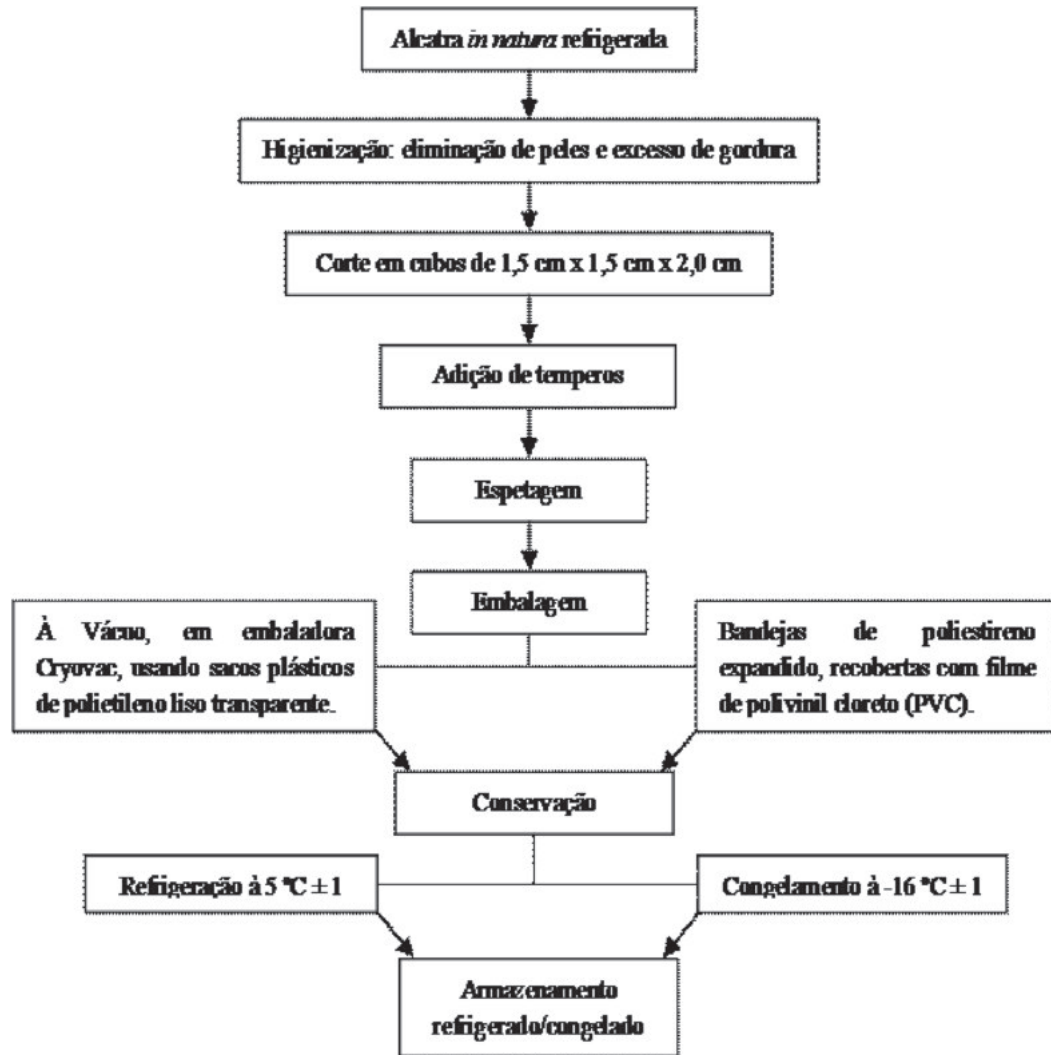 Alcatra in natura refrigerada
Higienização: eliminação de peles e excesso de gordura
Corte em cubos de 1,5 cm x 1,5 cm x 2,0 cm
Adição de temperos
Espetagem
Embalagem
À Vácuo, em embaladora
Cryovac, usando sacos plásticos
de polietileno liso transparente.
Bandejas de poliestireno
expandido, recobertas com filme
de polivinil cloreto (PVC).
Conservação
Refrigeração à 5 ºC ± 1
Congelamento à -16 ºC ± 1
Armazenamento
refrigerado/congelado